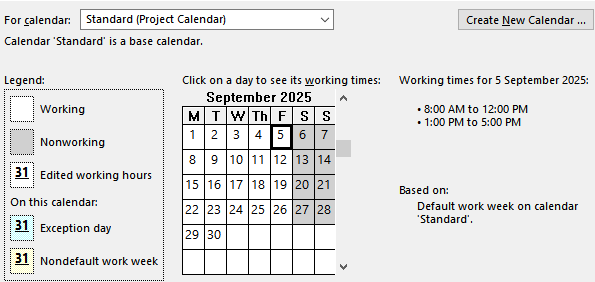 For calendar: Standard (Project Calendar) Create New Calendar ...
Calendar 'Standard' is a base calendar.
Legend:
Working
Nonworking
31 Edited working hours
On this calendar:
31 Exception day
31 Nondefault work week
Click on a day to see its working times:
September 2025
M T W Th F S S
1 2 3 4 5 6 7
8 9 10 11 12 13 14
15 16 17 18 19 20 21
22 23 24 25 26 27 28
29 30
Working times for 5 September 2025:
• 8:00 AM to 12:00 PM
• 1:00 PM to 5:00 PM
Based on:
Default work week on calendar
'Standard'.